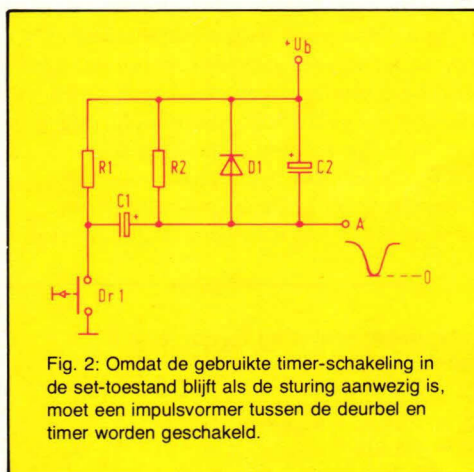 +Ub
R1
C1
+
R2
D1
+
C2
A
0
Dr1
Fig. 2: Omdat de gebruikte timer-schakeling in
de set-toestand blijft als de sturing aanwezig is,
moet een impulsvormer tussen de deurbel en
timer worden geschakeld.